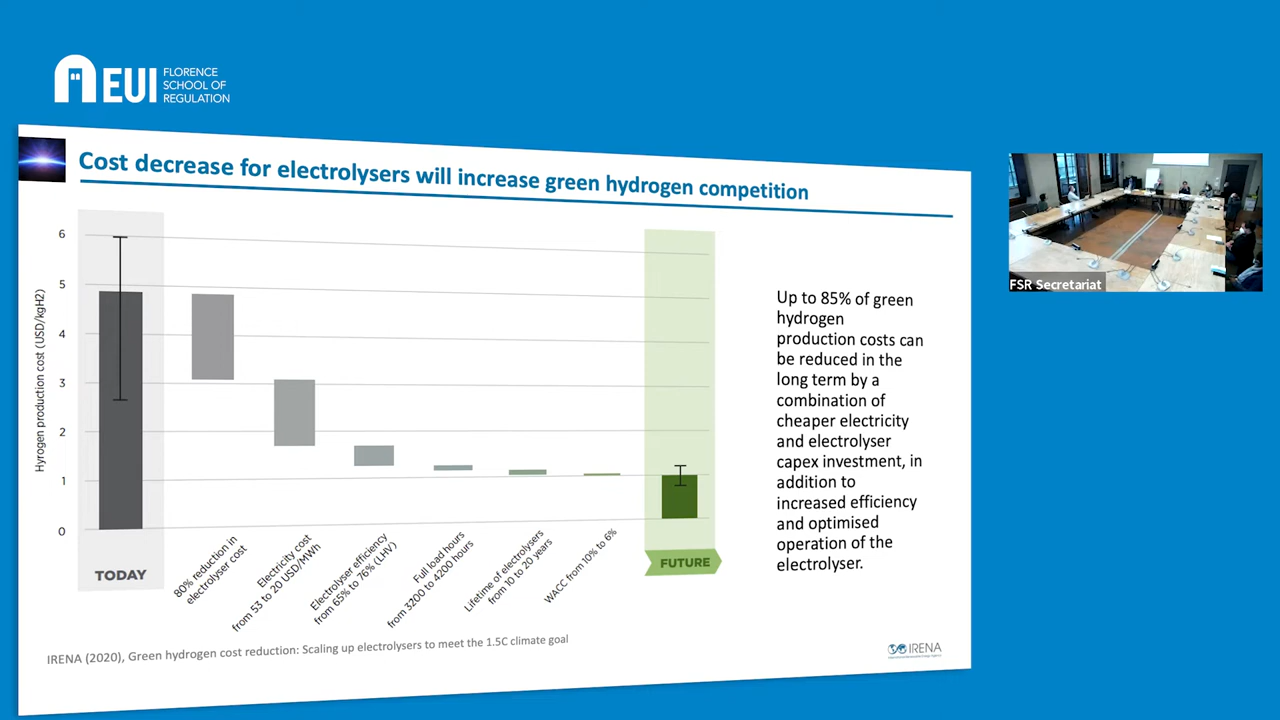 EUI
FLORENCE
SCHOOL OF
REGULATION
Cost decrease for electrolysers will increase green hydrogen competition
Hyrogen production cost (USD/kgH2)
6
5
4
3
2
1
0
TODAY
80% reduction in
electrolyser cost
Electricity cost
from 53 to 20 USD/MWh
Electrolyser efficiency
from 65% to 76% (LHV)
Full load hours
from 3200 to 4200 hours
Lifetime of electrolysers
from 10 to 20 years
WACC from 10% to 6%
FUTURE
Up to 85% of green
hydrogen
production costs can
be reduced in the
long term by a
combination of
cheaper electricity
and electrolyser
capex investment, in
addition to
increased efficiency
and optimised
operation of the
electrolyser.
IRENA (2020), Green hydrogen cost reduction: Scaling up electrolysers to meet the 1.5C climate goal
IRENA
FSR Secretariat